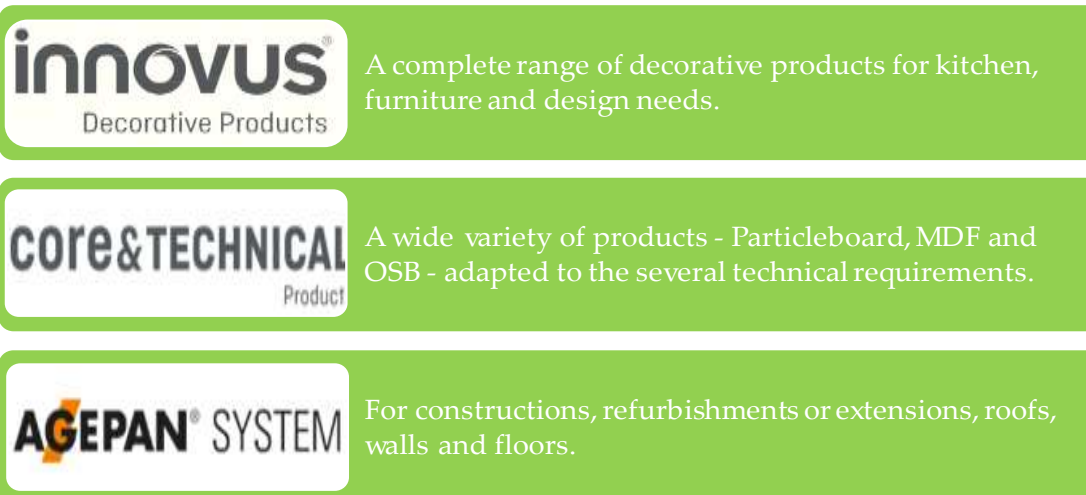 innovus®
Decorative Products
A complete range of decorative products for kitchen,
furniture and design needs.
core&TECHNICAL
Product
A wide variety of products - Particleboard, MDF and
OSB - adapted to the several technical requirements.
AGEPAN® SYSTEM
For constructions, refurbishments or extensions, roofs,
walls and floors.